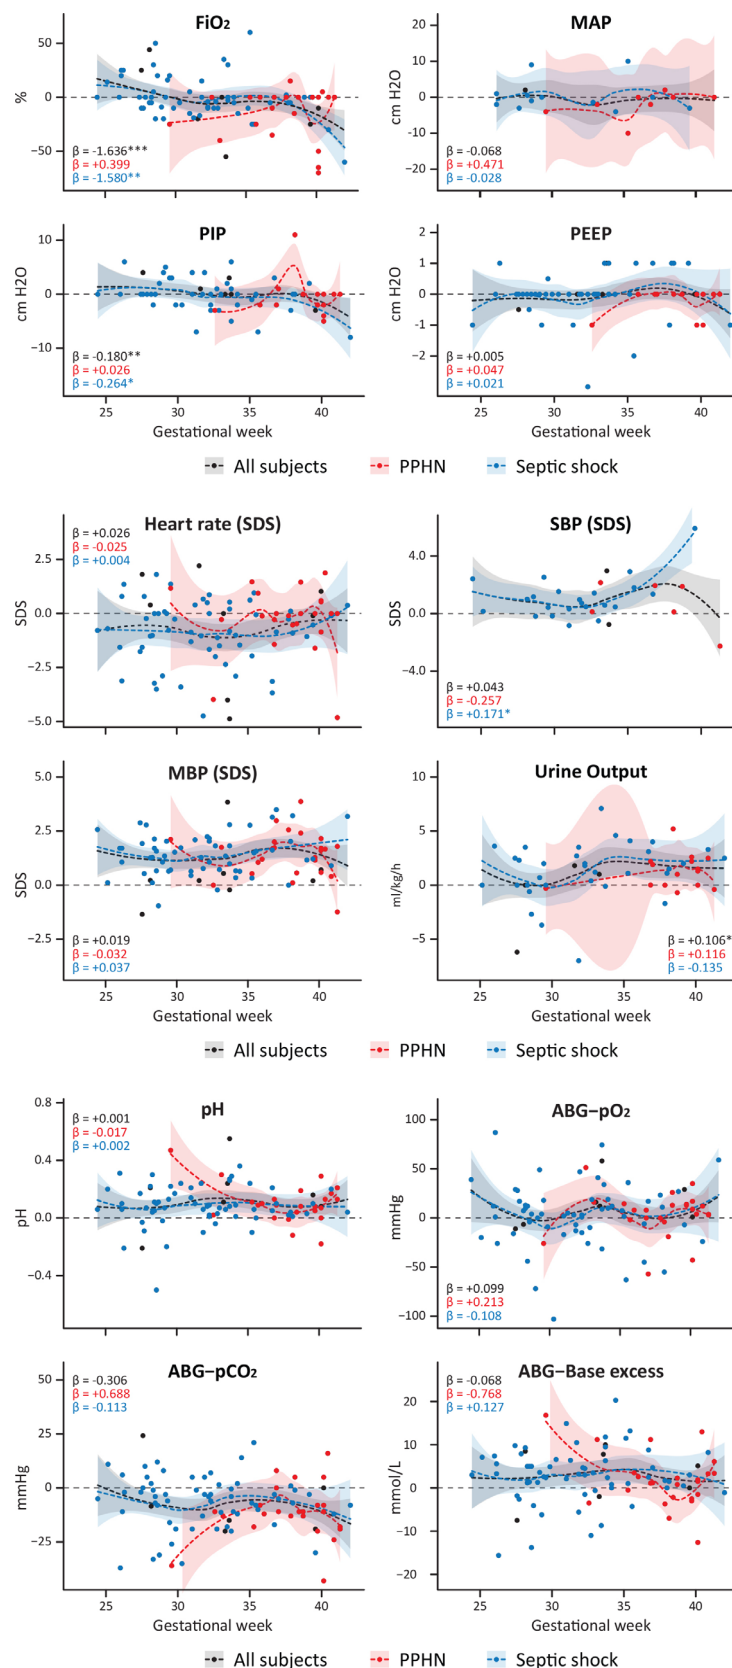 FiO₂
MAP
%
50
0
−50
β = -1.636***
β = +0.399
β = -1.580**
cm H2O
20
10
0
−10
−20
β = -0.068
β = +0.471
β = -0.028
PIP
PEEP
cm H2O
10
0
−10
β = -0.180**
β = +0.026
β = -0.264*
25 30 35 40
Gestational week
cm H2O
2
1
0
−1
−2
β = +0.005
β = +0.047
β = +0.021
25 30 35 40
Gestational week
All subjects PPHN Septic shock
Heart rate (SDS)
SBP (SDS)
SDS
2.5
0.0
−2.5
−5.0
β = +0.026
β = -0.025
β = +0.004
SDS
4.0
0.0
−4.0
β = +0.043
β = -0.257
β = +0.171*
MBP (SDS)
Urine Output
SDS
5.0
2.5
0.0
−2.5
β = +0.019
β = -0.032
β = +0.037
25 30 35 40
Gestational week
ml/kg/h
10
5
0
−5
β = +0.106*
β = +0.116
β = -0.135
25 30 35 40
Gestational week
All subjects PPHN Septic shock
pH
ABG−pO₂
pH
0.8
0.4
0.0
−0.4
β = +0.001
β = -0.017
β = +0.002
mmHg
100
50
0
−50
−100
β = +0.099
β = +0.213
β = -0.108
ABG−pCO₂
ABG−Base excess
mmHg
50
25
0
−25
β = -0.306
β = +0.688
β = -0.113
25 30 35 40
Gestational week
mmol/L
20
10
0
−10
−20
β = -0.068
β = -0.768
β = +0.127
25 30 35 40
Gestational week
All subjects PPHN Septic shock